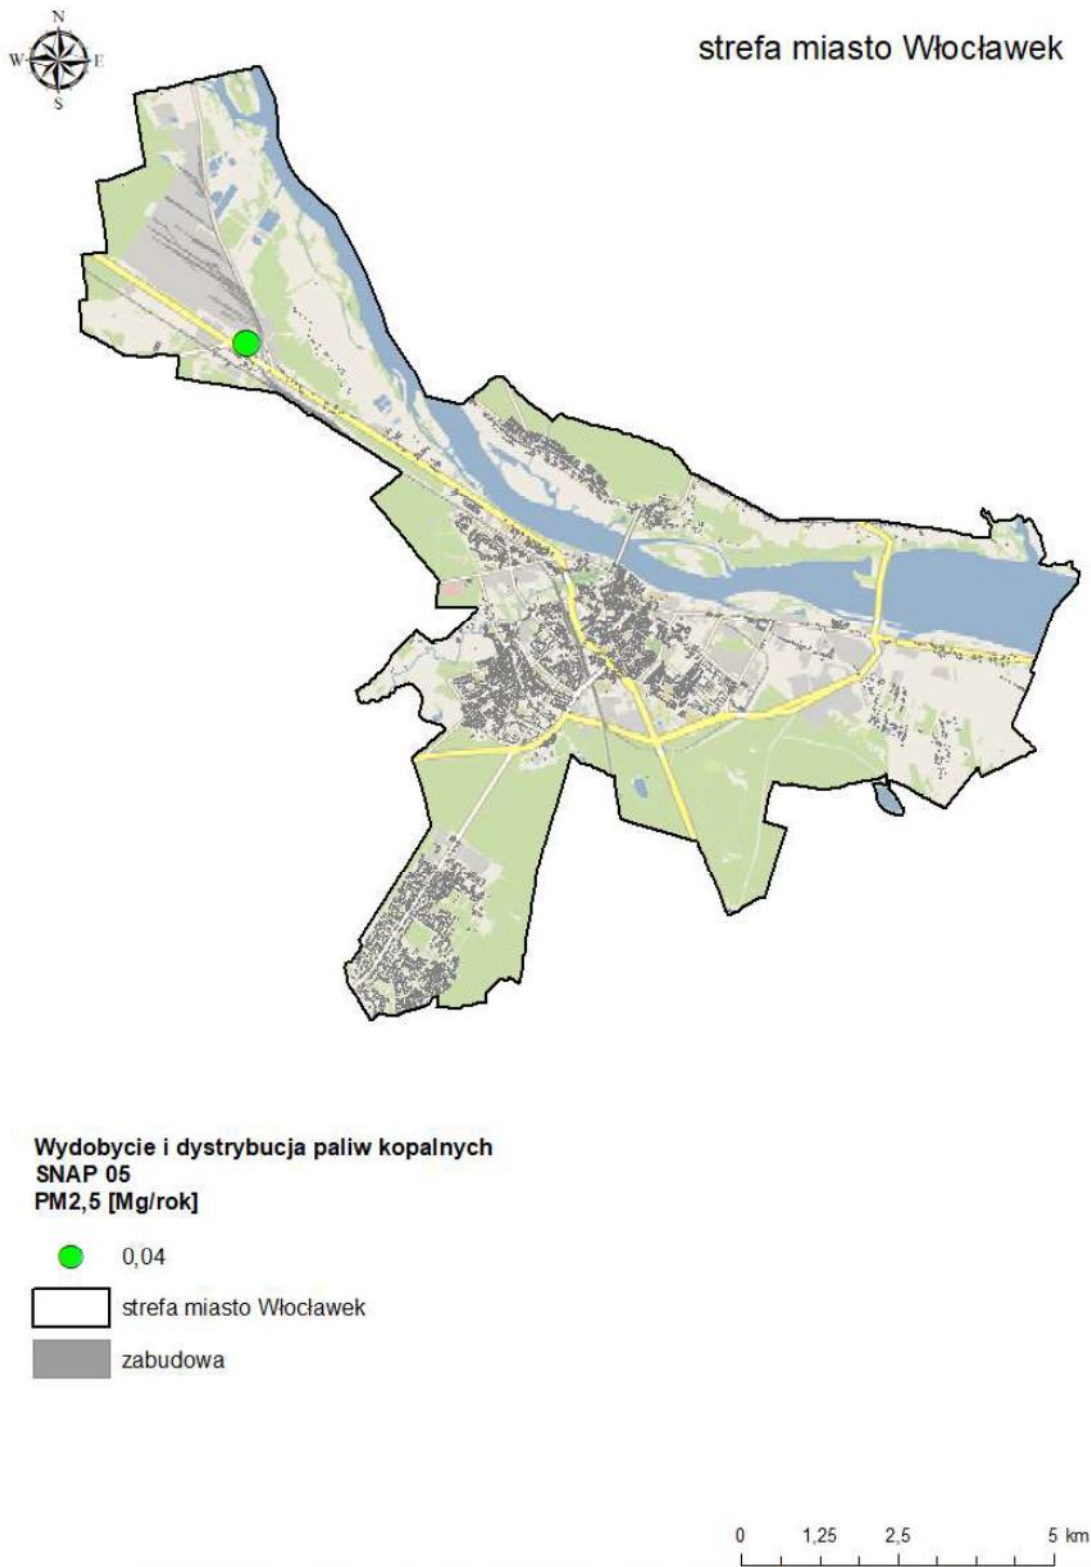 N
W E
S
strefa miasto Włocławek
Wydobycie i dystrybucja paliw kopalnych
SNAP 05
PM2,5 [Mg/rok]
0,04
strefa miasto Włocławek
zabudowa
0 1,25 2,5 5 km